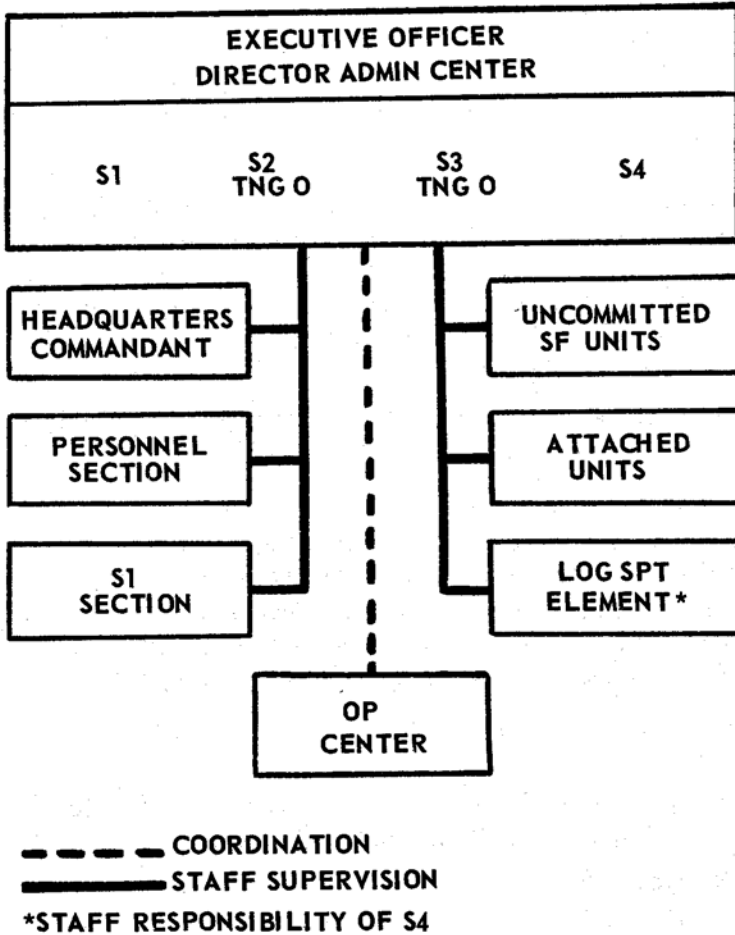 EXECUTIVE OFFICER
DIRECTOR ADMIN CENTER
S1
S2
TNG O
S3
TNG O
S4
HEADQUARTERS
COMMANDANT
UNCOMMITTED
SF UNITS
PERSONNEL
SECTION
ATTACHED
UNITS
S1
SECTION
LOG SPT
ELEMENT*
OP
CENTER
COORDINATION
STAFF SUPERVISION
*STAFF RESPONSIBILITY OF S4